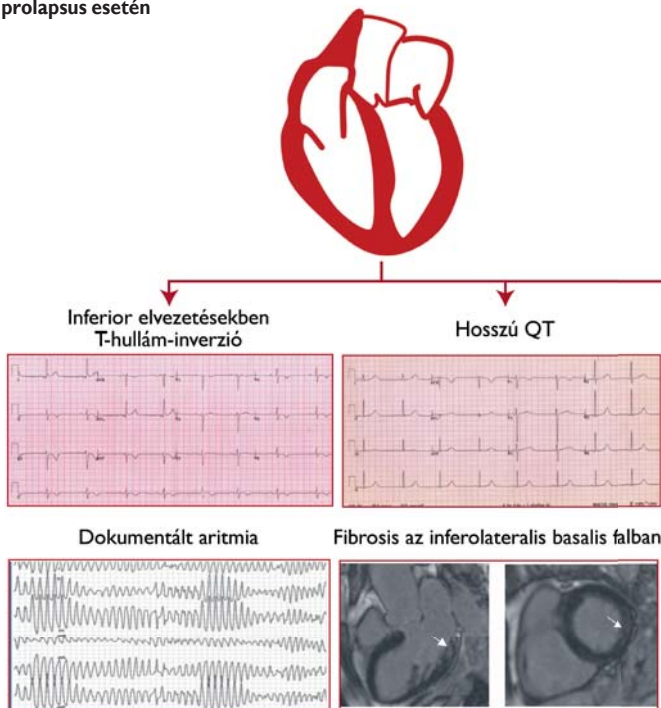 prolapsus esetén
Inferior elvezetésekben
T-hullám-inverzió
Hosszú QT
Dokumentált aritmia
Fibrosis az inferolateralis basalis falban